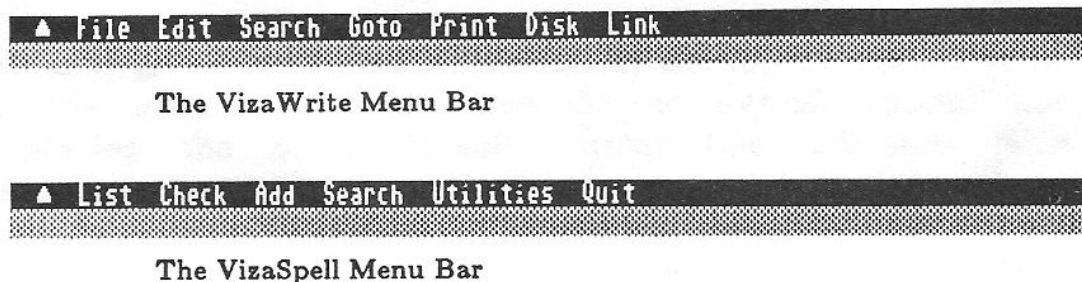 ▲ File Edit Search Goto Print Disk Link
The VizaWrite Menu Bar
▲ List Check Add Search Utilities Quit
The VizaSpell Menu Bar